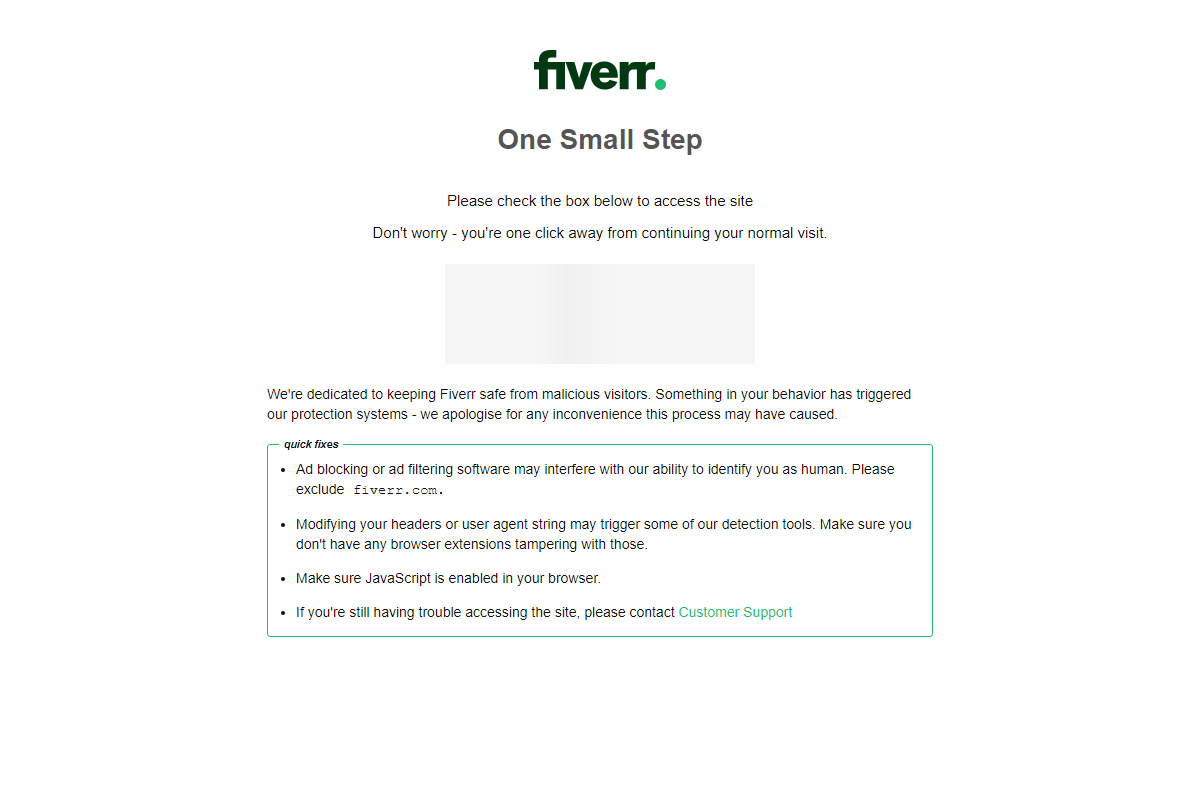 fiverr.
One Small Step
Please check the box below to access the site
Don't worry - you're one click away from continuing your normal visit.
We're dedicated to keeping Fiverr safe from malicious visitors. Something in your behavior has triggered
our protection systems - we apologise for any inconvenience this process may have caused.
quick fixes
Ad blocking or ad filtering software may interfere with our ability to identify you as human. Please
exclude fiverr.com.
Modifying your headers or user agent string may trigger some of our detection tools. Make sure you
don't have any browser extensions tampering with those.
Make sure JavaScript is enabled in your browser.
If you're still having trouble accessing the site, please contact Customer Support